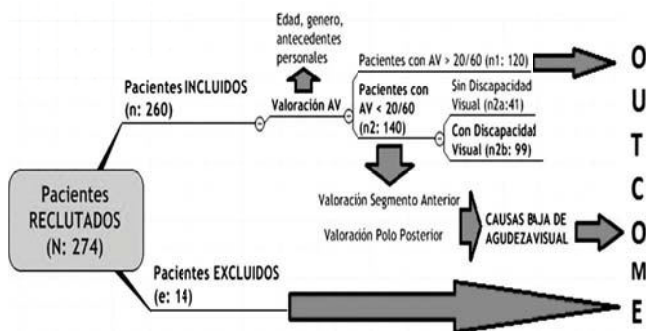 Edad, genero,
antecedentes
personales
Pacientes INCLUIDOS
(n: 260)
Valoración AV
Pacientes con AV > 20/60 (n1: 120)
Pacientes con
AV < 20/60
(n2: 140)
Sin Discapacidad
Visual (n2a:41)
Con Discapacidad
Visual (n2b: 99)
Pacientes
RECLUTADOS
(N: 274)
Valoración Segmento Anterior
Valoración Polo Posterior
CAUSAS BAJA DE
AGUDEZA VISUAL
Pacientes EXCLUIDOS
(e: 14)
O
U
T
C
O
M
E